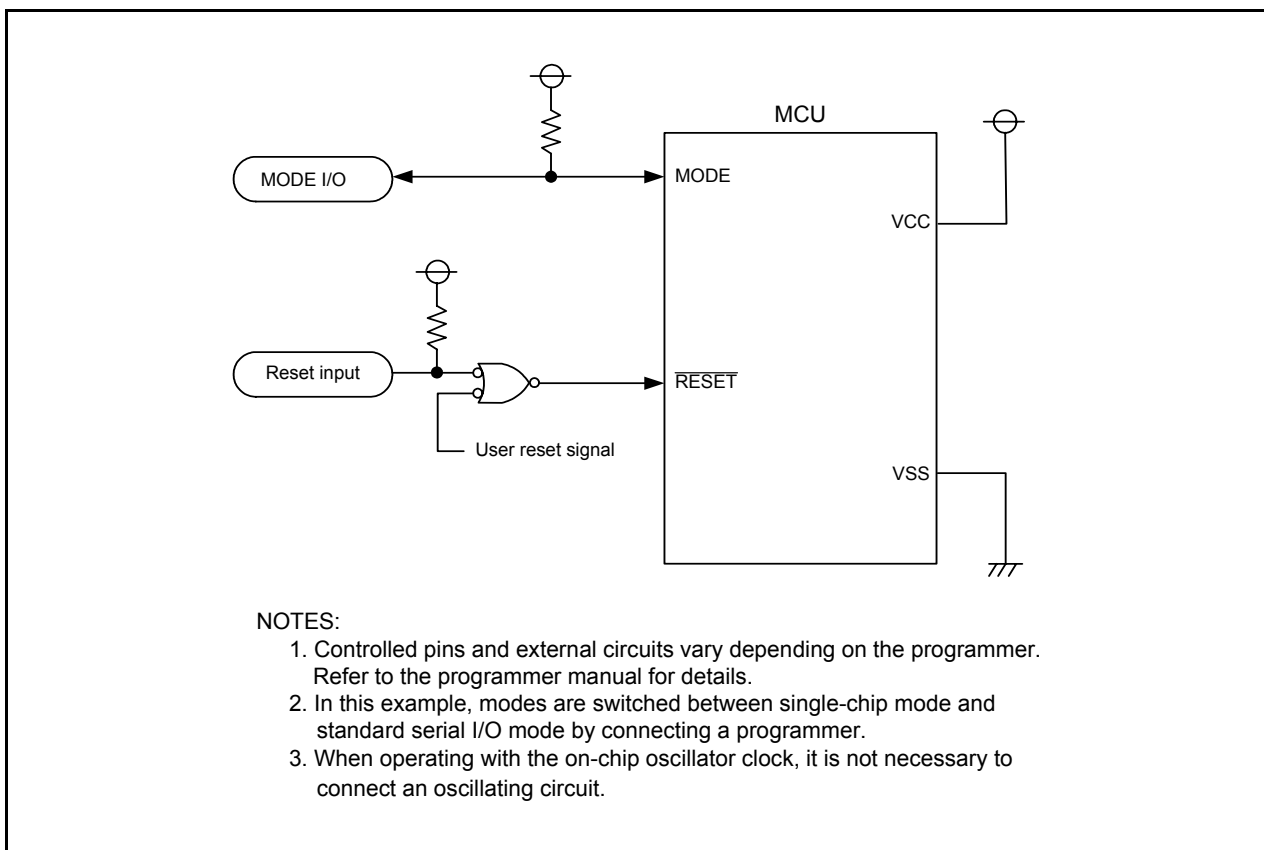 MCU
MODE I/O
MODE
VCC
Reset input
RESET
User reset signal
VSS
NOTES:
1. Controlled pins and external circuits vary depending on the programmer.
Refer to the programmer manual for details.
2. In this example, modes are switched between single-chip mode and
standard serial I/O mode by connecting a programmer.
3. When operating with the on-chip oscillator clock, it is not necessary to
connect an oscillating circuit.